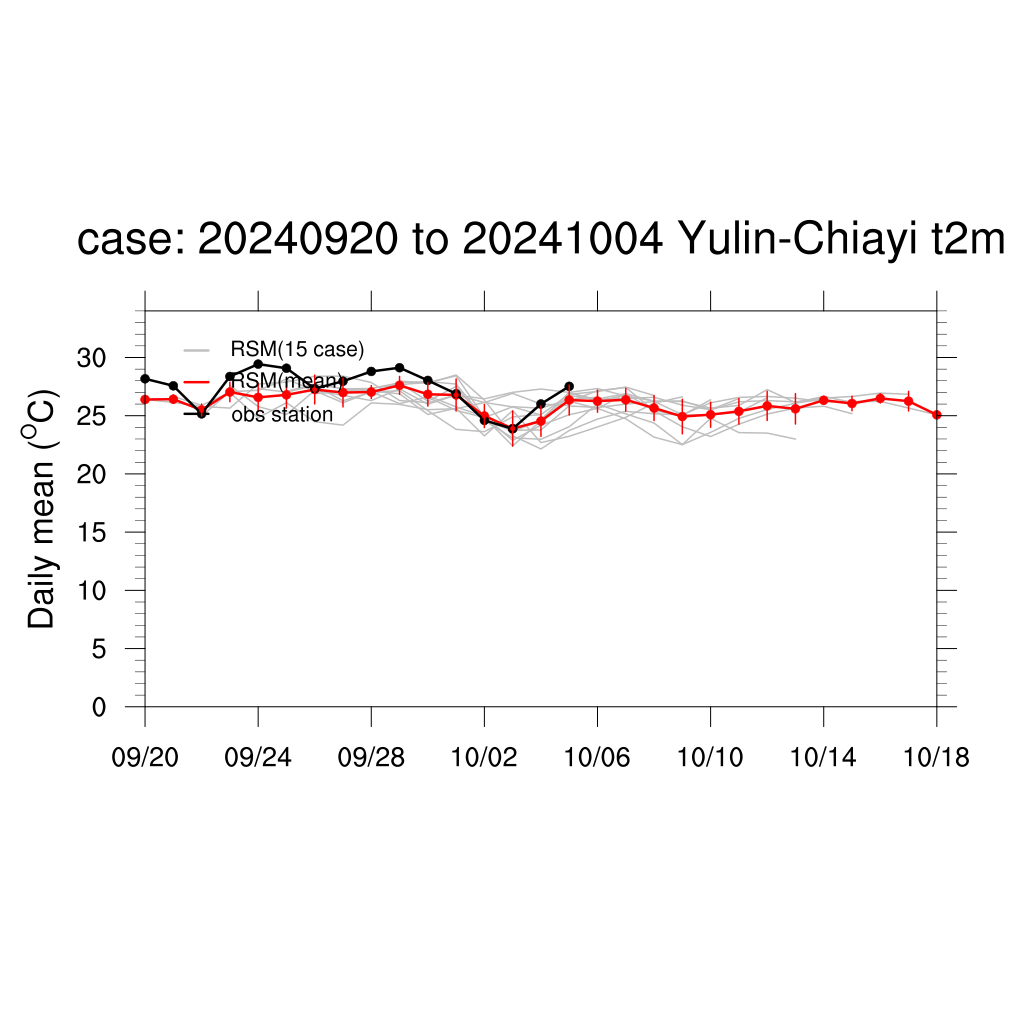 case: 20240920 to 20241004 Yulin-Chiayi t2m
RSM(15 case)
RSM(mean)
obs station
Daily mean (°C)
30
25
20
15
10
5
0
09/20 09/24 09/28 10/02 10/06 10/10 10/14 10/18